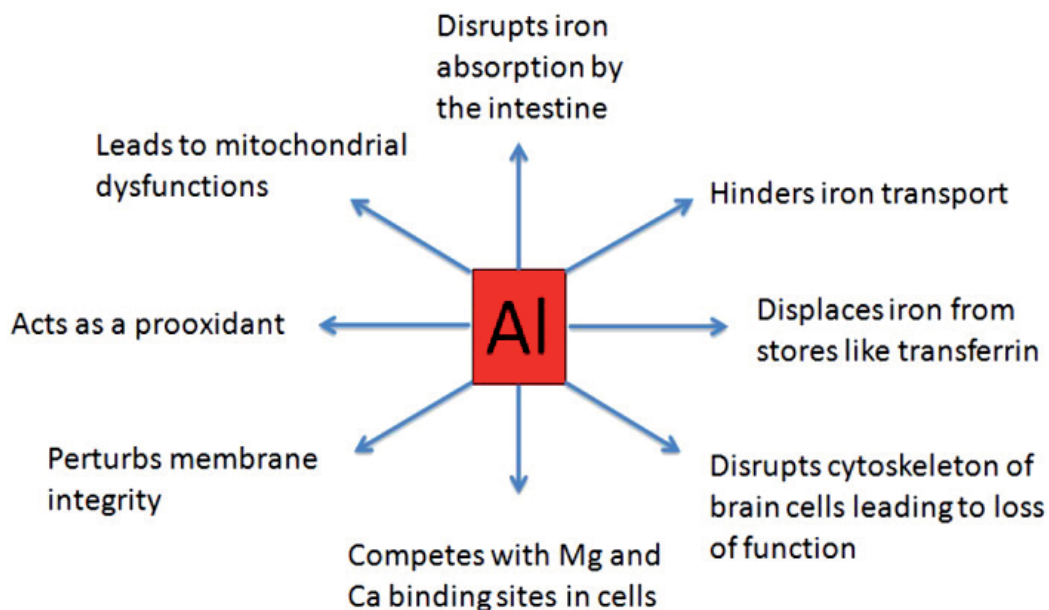 Disrupts iron
absorption by
the intestine
Leads to mitochondrial
dysfunctions
Hinders iron transport
Acts as a prooxidant
Al
Displaces iron from
stores like transferrin
Perturbs membrane
integrity
Disrupts cytoskeleton of
brain cells leading to loss
of function
Competes with Mg and
Ca binding sites in cells